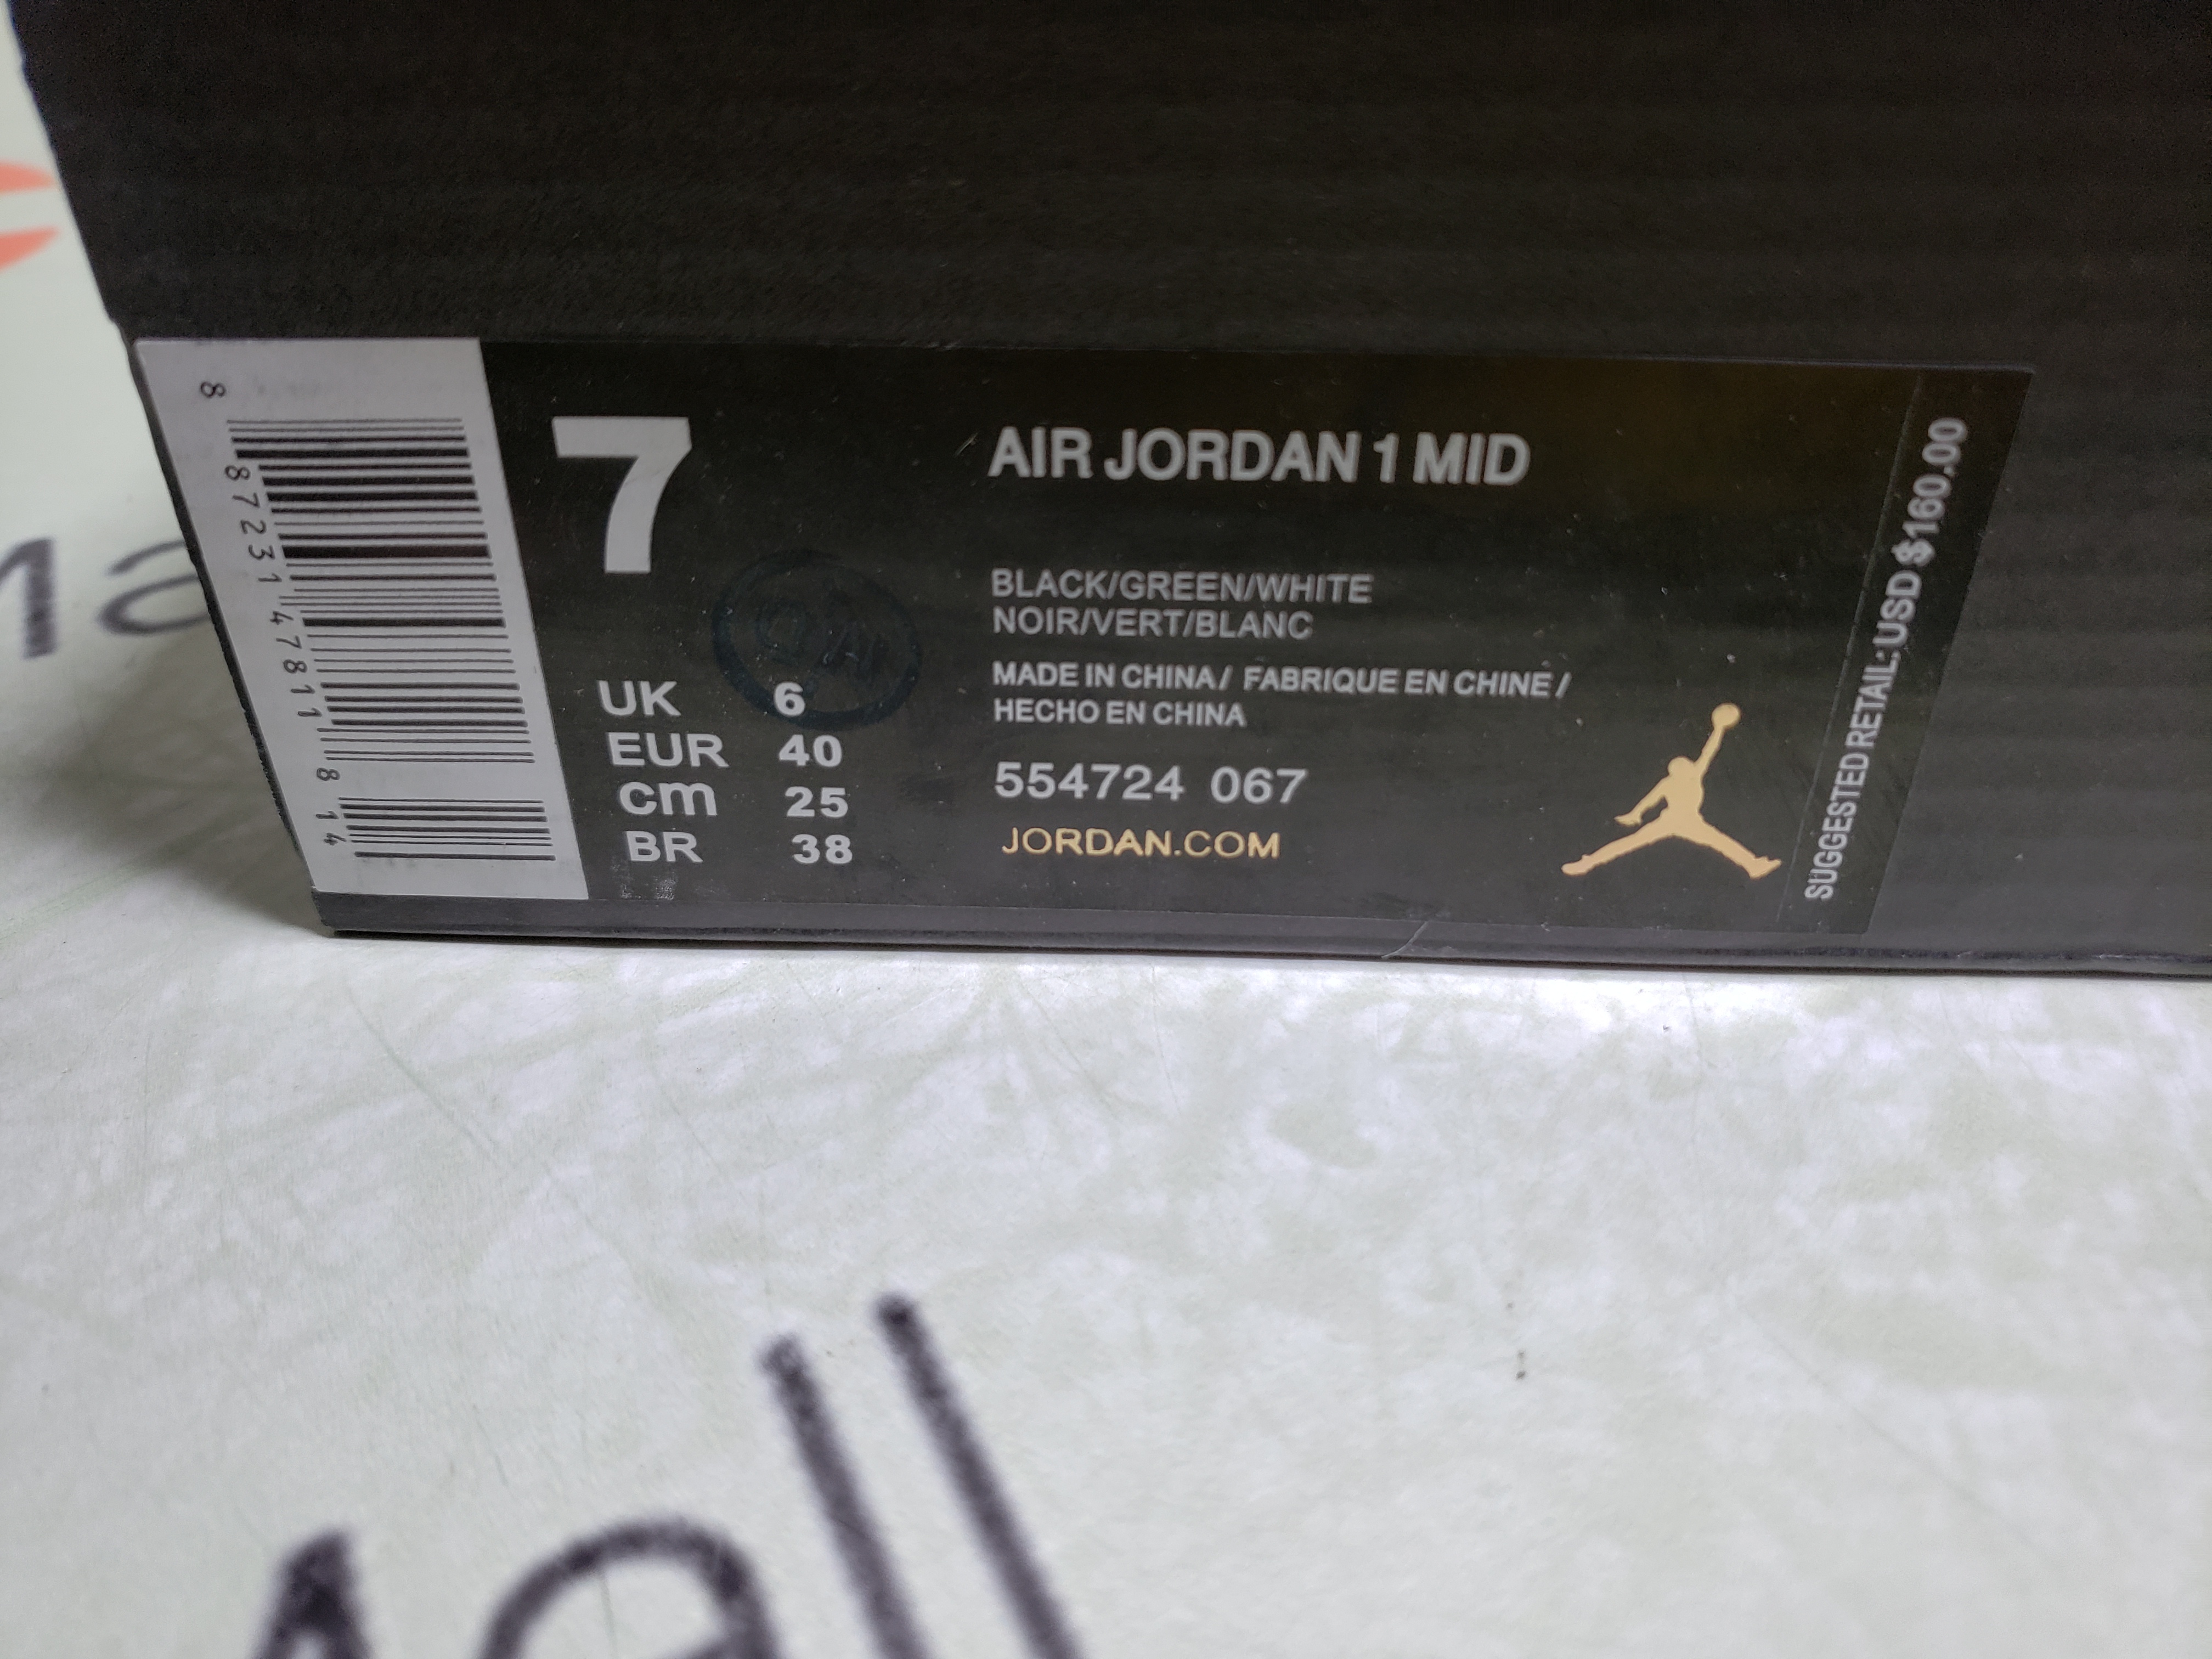 7
AIR JORDAN 1 MID
BLACK/GREEN/WHITE
NOIR/VERT/BLANC
MADE IN CHINA / FABRIQUE EN CHINE /
HECHO EN CHINA
UK 6
EUR 40
cm 25
BR 38
554724 067
JORDAN.COM
SUGGESTED RETAIL: USD $160.00
8 87231 47811 8 14